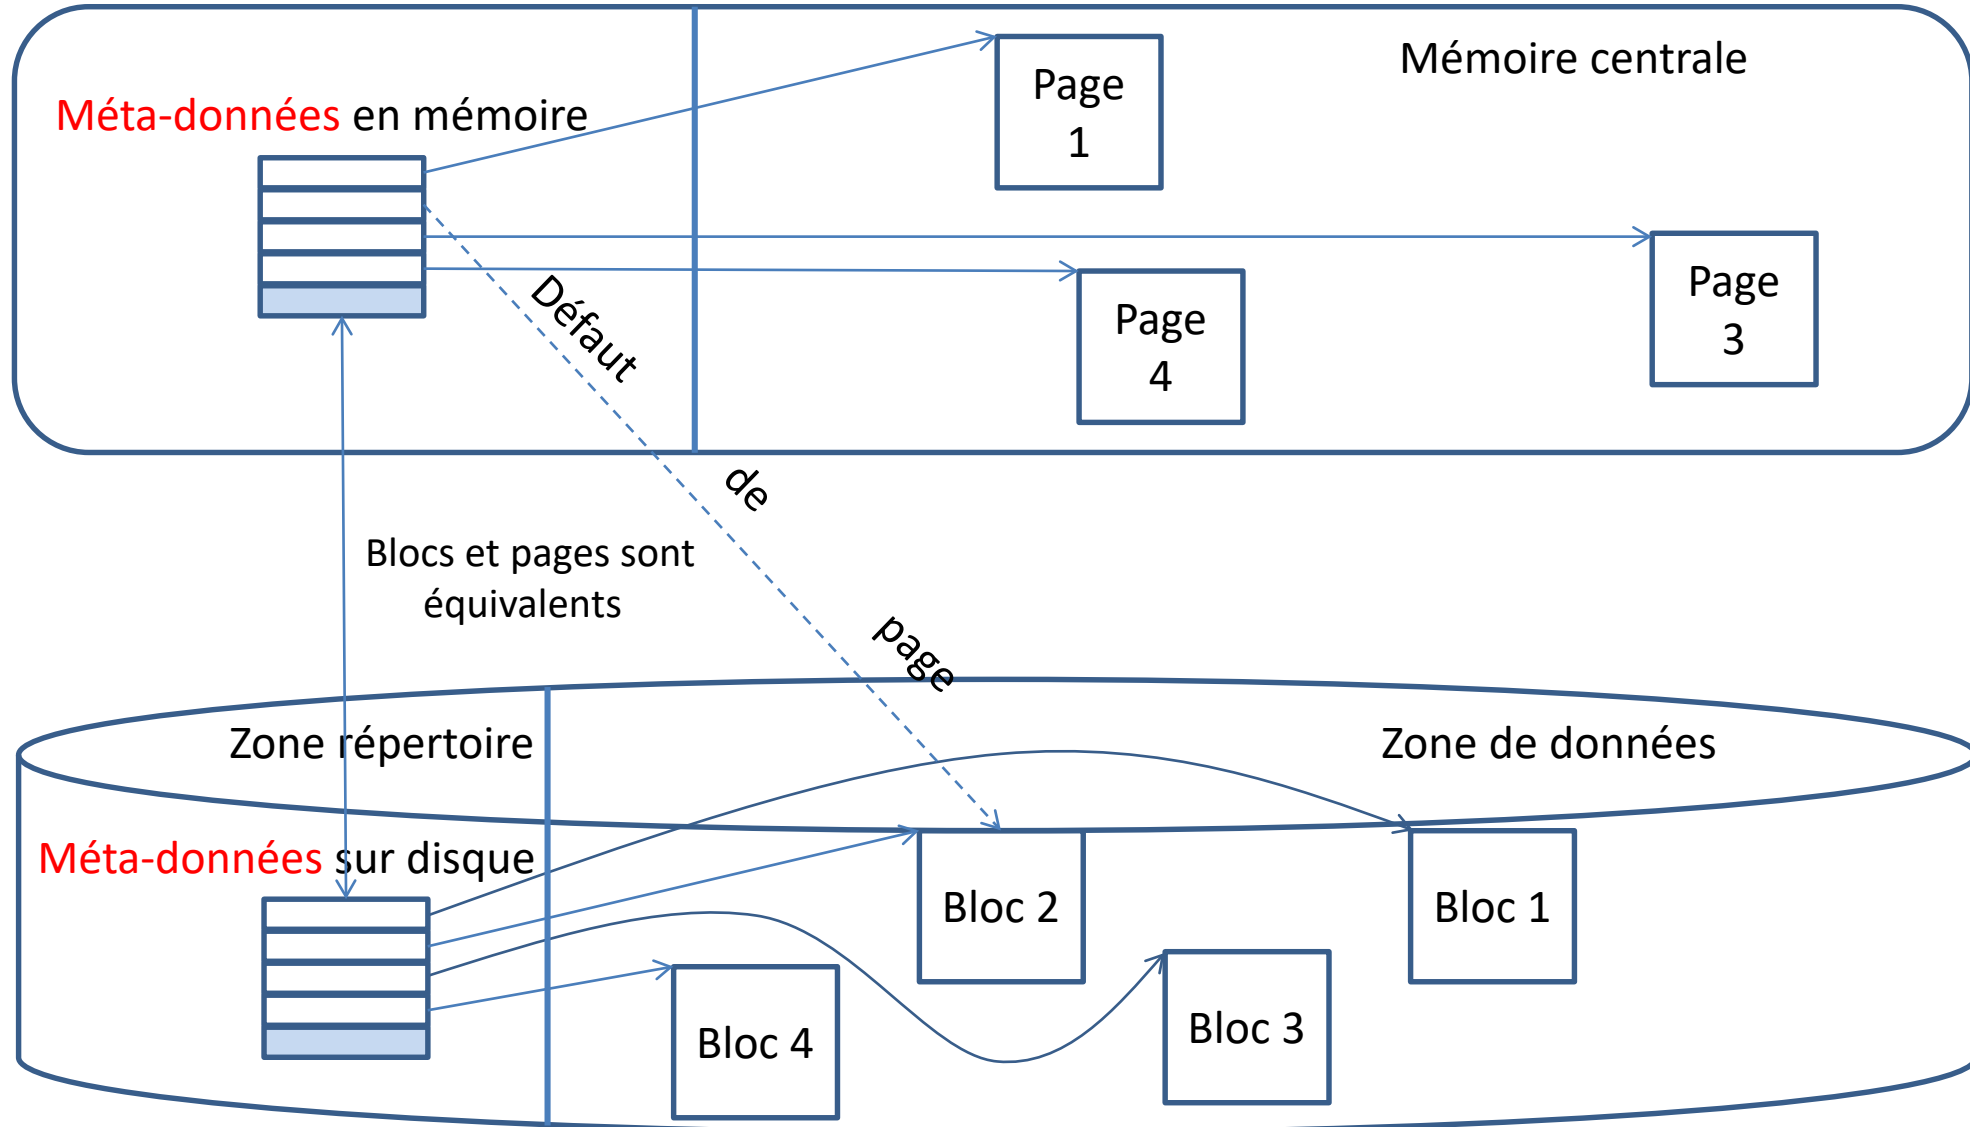 Mémoire centrale
Méta-données en mémoire
Page
1
Page
3
Page
4
Défaut
de
page
Blocs et pages sont
équivalents
Zone répertoire
Zone de données
Méta-données sur disque
Bloc 2
Bloc 1
Bloc 3
Bloc 4